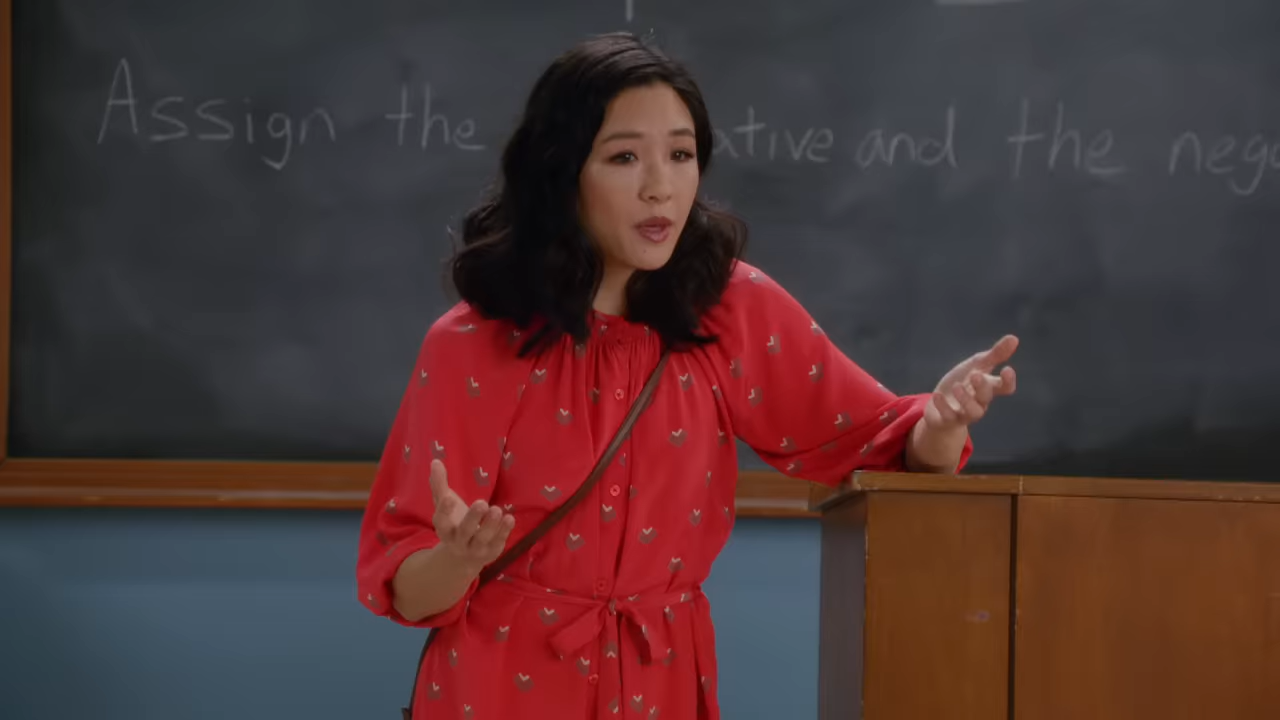 Assign the ative and the neg